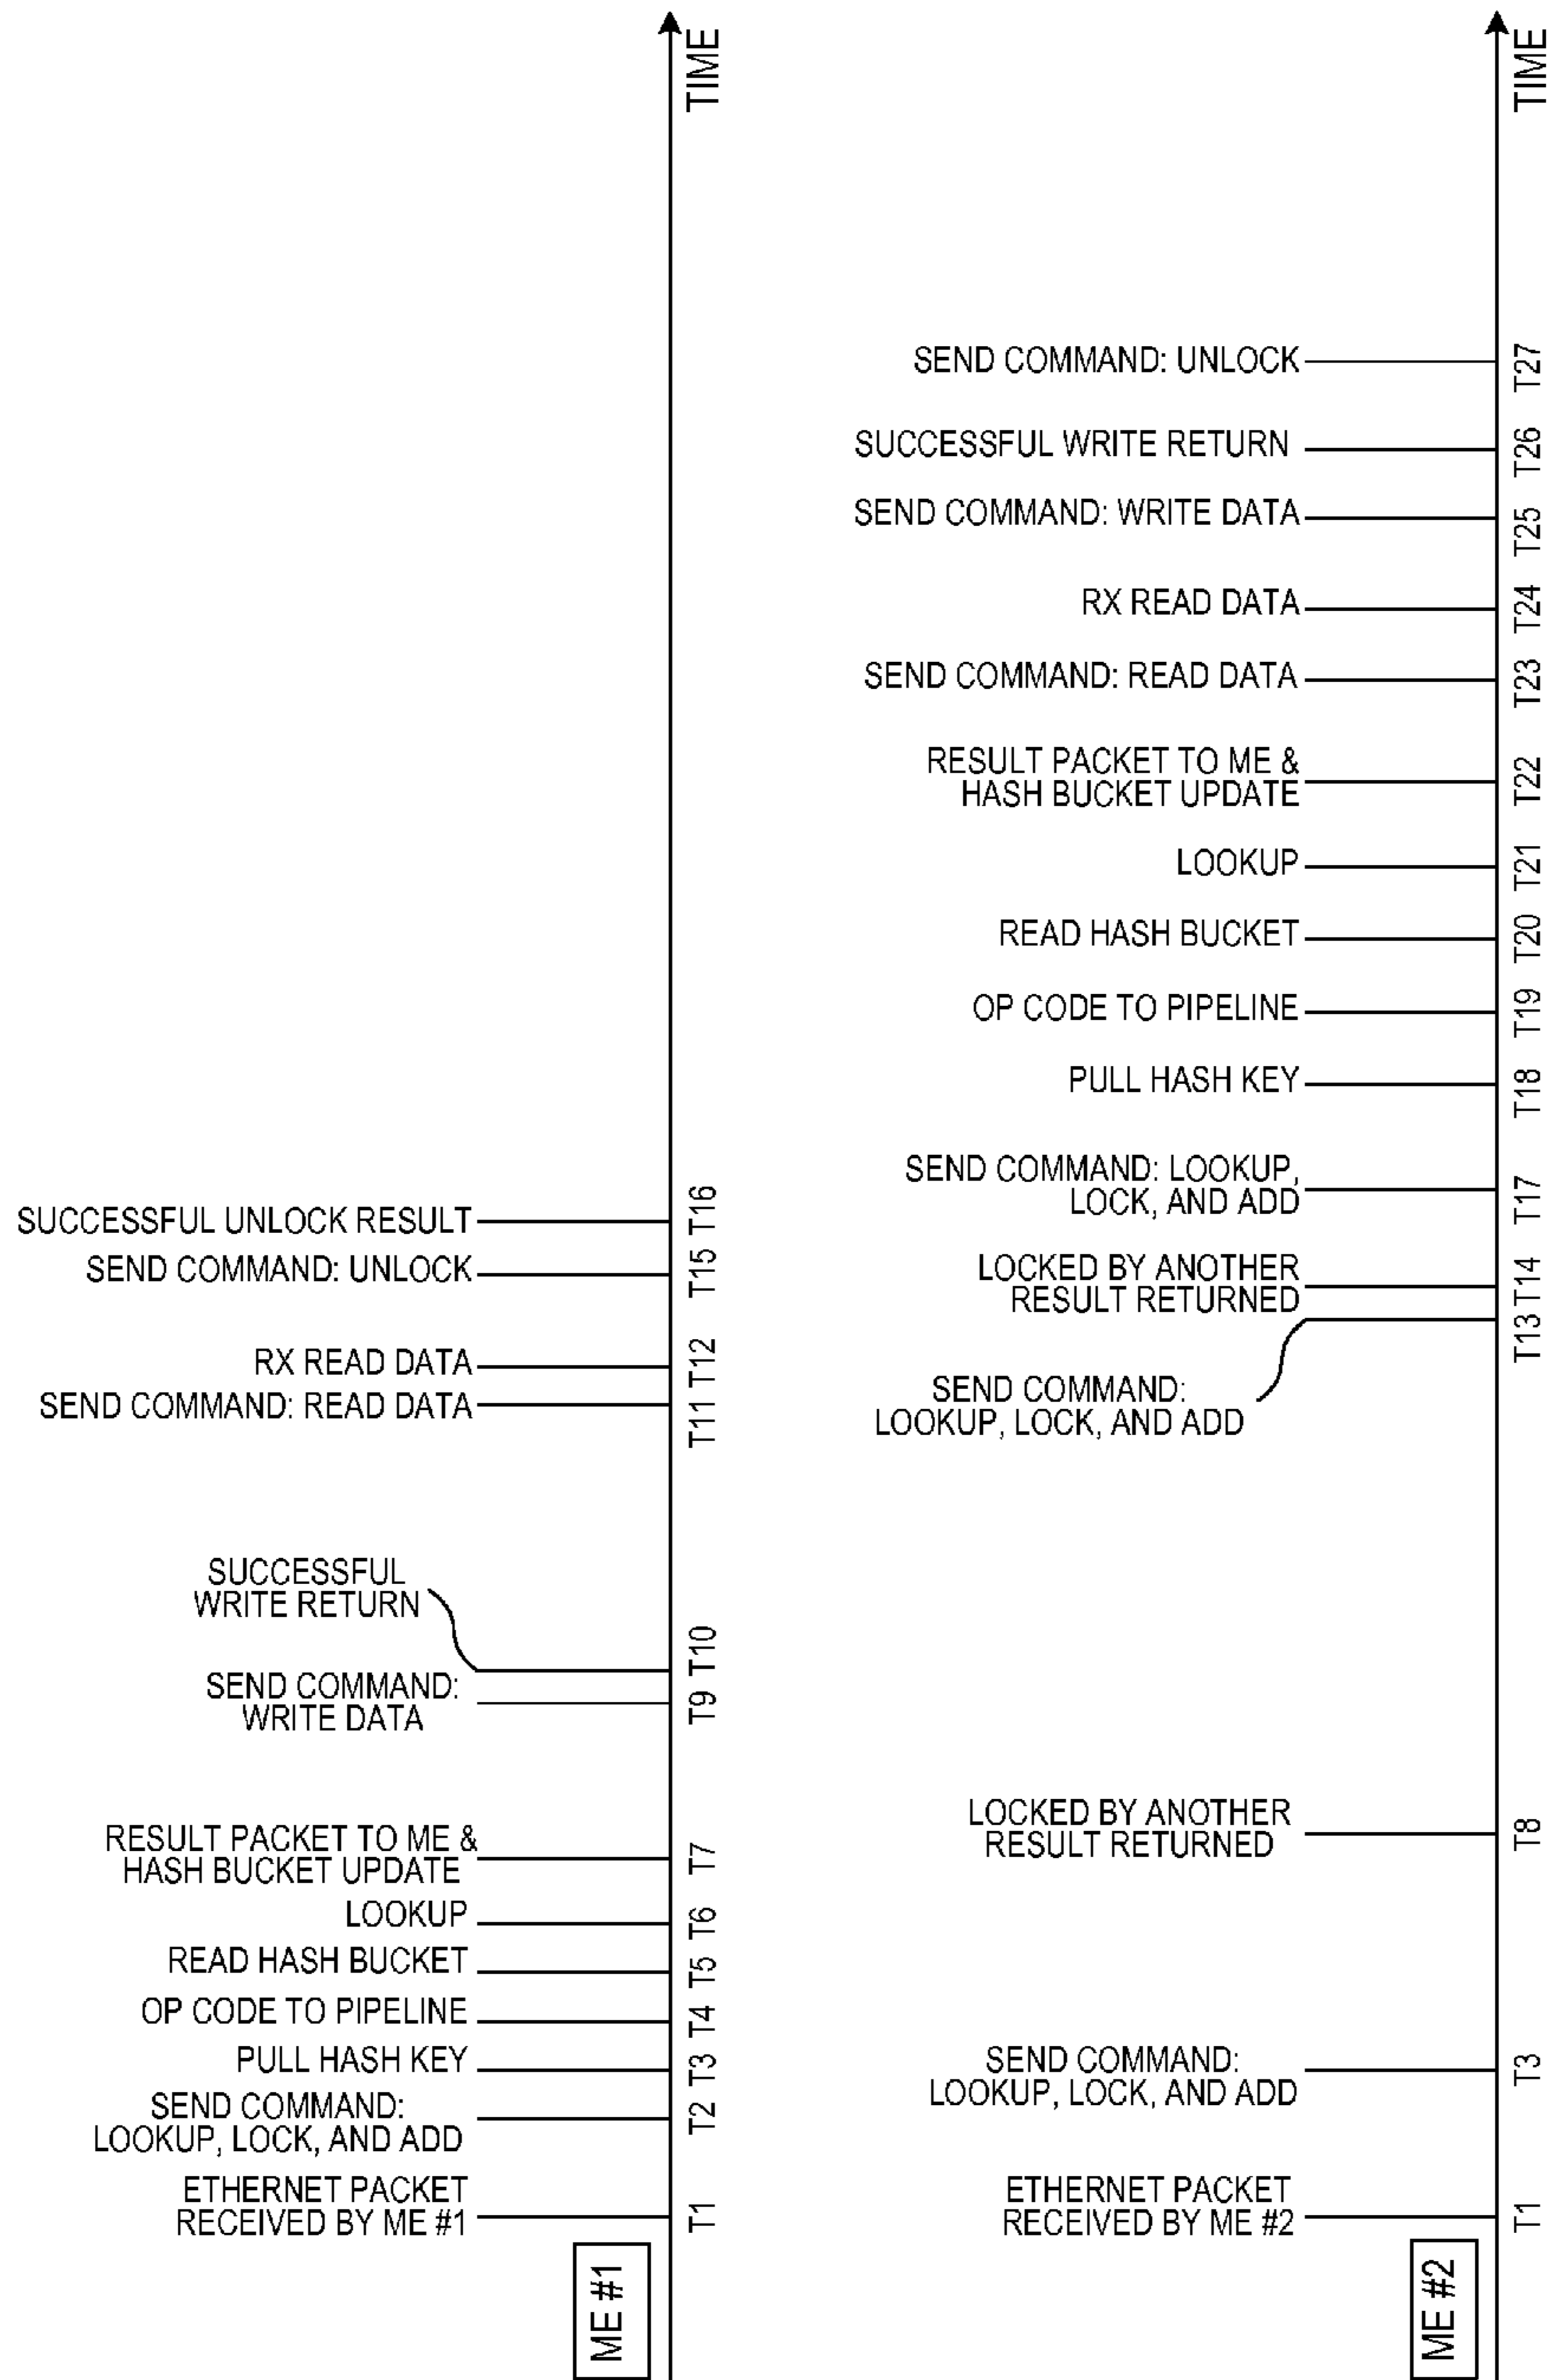 TIME
SUCCESSFUL UNLOCK RESULT
T16
SEND COMMAND: UNLOCK
T15
RX READ DATA
T12
SEND COMMAND: READ DATA
T11
SUCCESSFUL
WRITE RETURN
T10
SEND COMMAND:
WRITE DATA
T9
RESULT PACKET TO ME &
HASH BUCKET UPDATE
T7
LOOKUP
T6
READ HASH BUCKET
T5
OP CODE TO PIPELINE
T4
PULL HASH KEY
T3
SEND COMMAND:
LOOKUP, LOCK, AND ADD
T2
ETHERNET PACKET
RECEIVED BY ME #1
T1
ME #1
TIME
SEND COMMAND: UNLOCK
T27
SUCCESSFUL WRITE RETURN
T26
SEND COMMAND: WRITE DATA
T25
RX READ DATA
T24
SEND COMMAND: READ DATA
T23
RESULT PACKET TO ME &
HASH BUCKET UPDATE
T22
LOOKUP
T21
READ HASH BUCKET
T20
OP CODE TO PIPELINE
T19
PULL HASH KEY
T18
SEND COMMAND: LOOKUP,
LOCK, AND ADD
T17
LOCKED BY ANOTHER
RESULT RETURNED
T14
T13
SEND COMMAND:
LOOKUP, LOCK, AND ADD
LOCKED BY ANOTHER
RESULT RETURNED
T8
SEND COMMAND:
LOOKUP, LOCK, AND ADD
T3
ETHERNET PACKET
RECEIVED BY ME #2
T1
ME #2